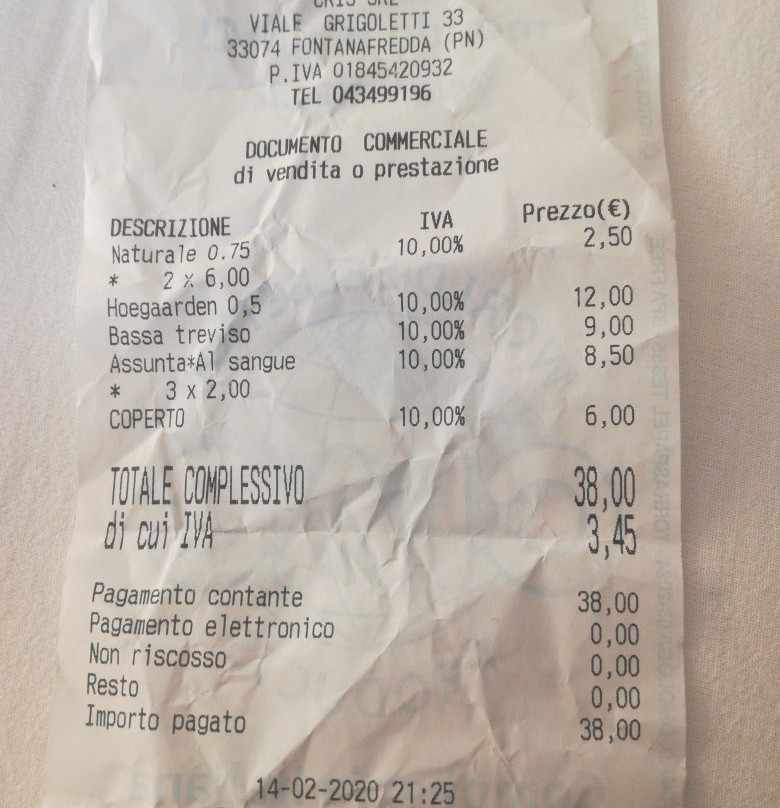 CRIS SRL
VIALE GRIGOLETTI 33
33074 FONTANAFREDDA (PN)
P.IVA 01845420932
TEL 043499196
DOCUMENTO COMMERCIALE
di vendita o prestazione
DESCRIZIONE IVA Prezzo(€)
Naturale 0.75 10,00% 2,50
* 2 x 6,00
Hoegaarden 0,5 10,00% 12,00
Bassa treviso 10,00% 9,00
Assunta*Al sangue 10,00% 8,50
* 3 x 2,00
COPERTO 10,00% 6,00
TOTALE COMPLESSIVO 38,00
di cui IVA 3,45
Pagamento contante 38,00
Pagamento elettronico 0,00
Non riscosso 0,00
Resto 0,00
Importo pagato 38,00
14-02-2020 21:25